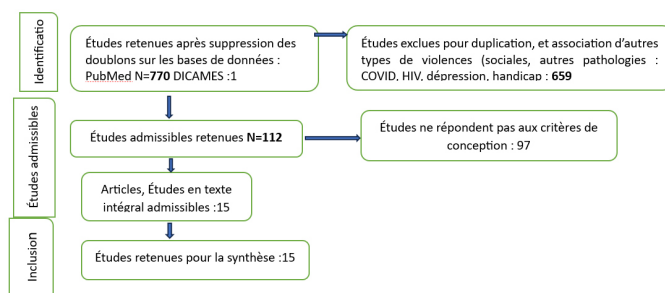 Identificatio
Études retenues après suppression des
doublons sur les bases de données :
PubMed N=770 DICAMES :1
Études exclues pour duplication, et association d'autres
types de violences (sociales, autres pathologies :
COVID, HIV, dépression, handicap : 659
Études admissibles
Études admissibles retenues N=112
Études ne répondent pas aux critères de
conception : 97
Articles, Études en texte
intégral admissibles :15
Inclusion
Études retenues pour la synthèse :15